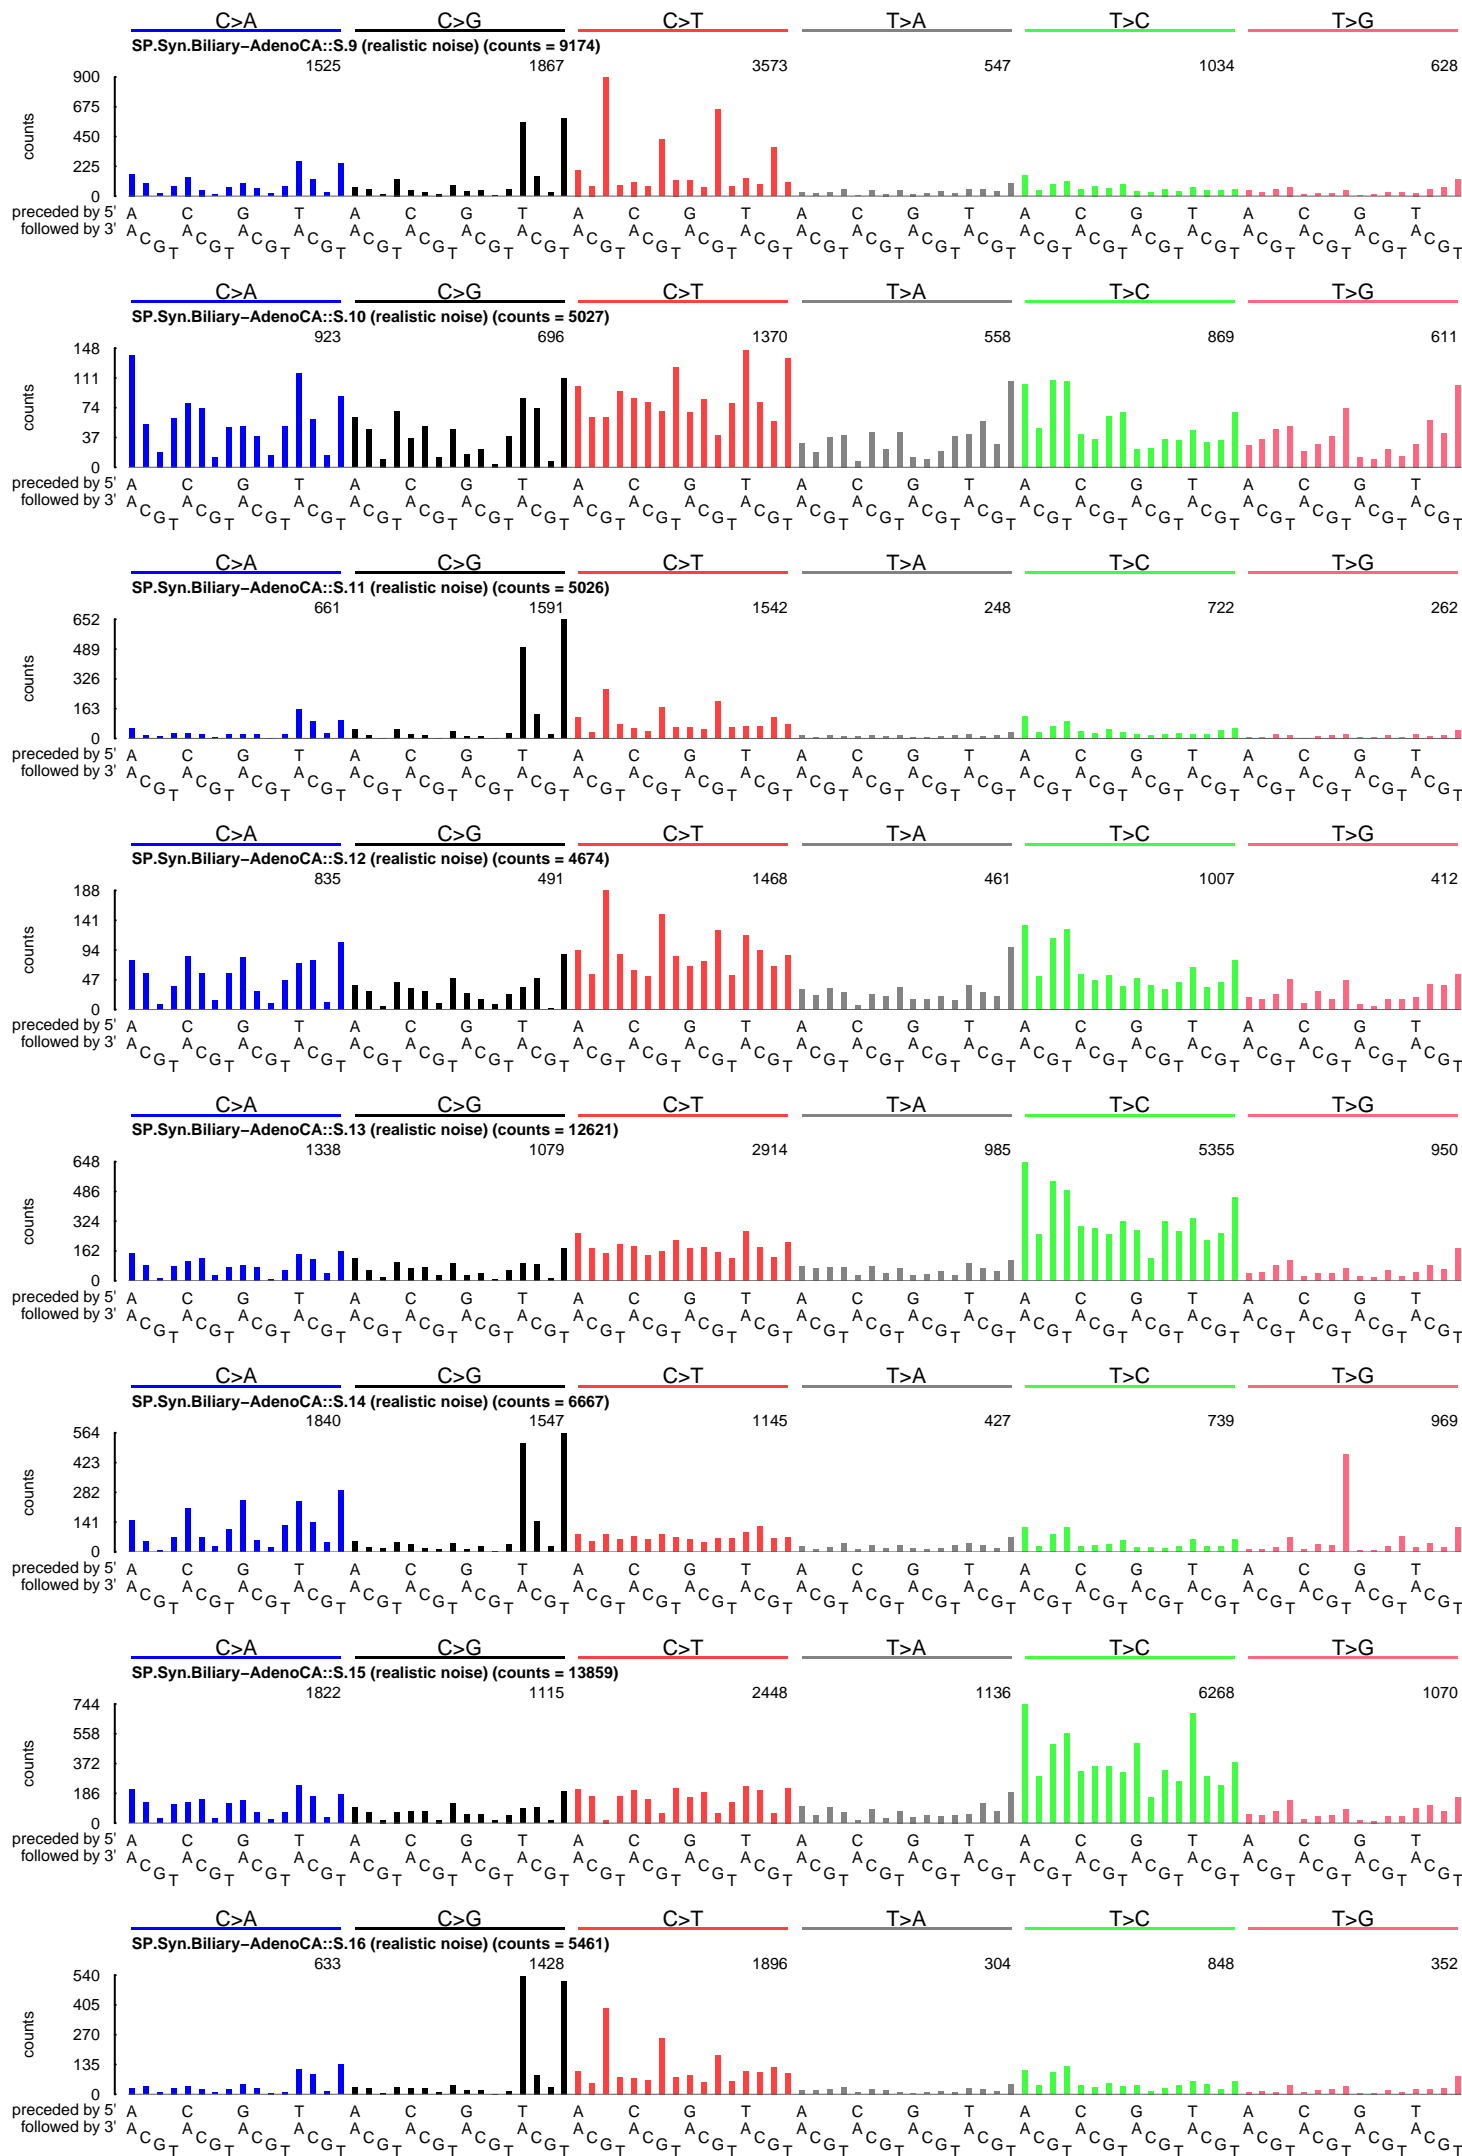 C>A C>G C>T T>A T>C T>G
SP.Syn.Biliary−AdenoCA::S.9 (realistic noise) (counts = 9174)
1525 1867 3573 547 1034 628
900
675
450
225
0
counts
preceded by 5' A C G T A C G T A C G T A C G T A C G T A C G T
followed by 3' A C G T A C G T A C G T A C G T A C G T A C G T A C G T A C G T A C G T A C G T A C G T A C G T A C G T A C G T A C G T A C G T A C G T A C G T A C G T A C G T A C G T A C G T A C G T A C G T
C>A C>G C>T T>A T>C T>G
SP.Syn.Biliary−AdenoCA::S.10 (realistic noise) (counts = 5027)
923 696 1370 558 869 611
148
111
74
37
0
counts
preceded by 5' A C G T A C G T A C G T A C G T A C G T A C G T
followed by 3' A C G T A C G T A C G T A C G T A C G T A C G T A C G T A C G T A C G T A C G T A C G T A C G T A C G T A C G T A C G T A C G T A C G T A C G T A C G T A C G T A C G T A C G T A C G T A C G T
C>A C>G C>T T>A T>C T>G
SP.Syn.Biliary−AdenoCA::S.11 (realistic noise) (counts = 5026)
661 1591 1542 248 722 262
652
489
326
163
0
counts
preceded by 5' A C G T A C G T A C G T A C G T A C G T A C G T
followed by 3' A C G T A C G T A C G T A C G T A C G T A C G T A C G T A C G T A C G T A C G T A C G T A C G T A C G T A C G T A C G T A C G T A C G T A C G T A C G T A C G T A C G T A C G T A C G T A C G T
C>A C>G C>T T>A T>C T>G
SP.Syn.Biliary−AdenoCA::S.12 (realistic noise) (counts = 4674)
835 491 1468 461 1007 412
188
141
94
47
0
counts
preceded by 5' A C G T A C G T A C G T A C G T A C G T A C G T
followed by 3' A C G T A C G T A C G T A C G T A C G T A C G T A C G T A C G T A C G T A C G T A C G T A C G T A C G T A C G T A C G T A C G T A C G T A C G T A C G T A C G T A C G T A C G T A C G T A C G T
C>A C>G C>T T>A T>C T>G
SP.Syn.Biliary−AdenoCA::S.13 (realistic noise) (counts = 12621)
1338 1079 2914 985 5355 950
648
486
324
162
0
counts
preceded by 5' A C G T A C G T A C G T A C G T A C G T A C G T
followed by 3' A C G T A C G T A C G T A C G T A C G T A C G T A C G T A C G T A C G T A C G T A C G T A C G T A C G T A C G T A C G T A C G T A C G T A C G T A C G T A C G T A C G T A C G T A C G T A C G T
C>A C>G C>T T>A T>C T>G
SP.Syn.Biliary−AdenoCA::S.14 (realistic noise) (counts = 6667)
1840 1547 1145 427 739 969
564
423
282
141
0
counts
preceded by 5' A C G T A C G T A C G T A C G T A C G T A C G T
followed by 3' A C G T A C G T A C G T A C G T A C G T A C G T A C G T A C G T A C G T A C G T A C G T A C G T A C G T A C G T A C G T A C G T A C G T A C G T A C G T A C G T A C G T A C G T A C G T A C G T
C>A C>G C>T T>A T>C T>G
SP.Syn.Biliary−AdenoCA::S.15 (realistic noise) (counts = 13859)
1822 1115 2448 1136 6268 1070
744
558
372
186
0
counts
preceded by 5' A C G T A C G T A C G T A C G T A C G T A C G T
followed by 3' A C G T A C G T A C G T A C G T A C G T A C G T A C G T A C G T A C G T A C G T A C G T A C G T A C G T A C G T A C G T A C G T A C G T A C G T A C G T A C G T A C G T A C G T A C G T A C G T
C>A C>G C>T T>A T>C T>G
SP.Syn.Biliary−AdenoCA::S.16 (realistic noise) (counts = 5461)
633 1428 1896 304 848 352
540
405
270
135
0
counts
preceded by 5' A C G T A C G T A C G T A C G T A C G T A C G T
followed by 3' A C G T A C G T A C G T A C G T A C G T A C G T A C G T A C G T A C G T A C G T A C G T A C G T A C G T A C G T A C G T A C G T A C G T A C G T A C G T A C G T A C G T A C G T A C G T A C G T